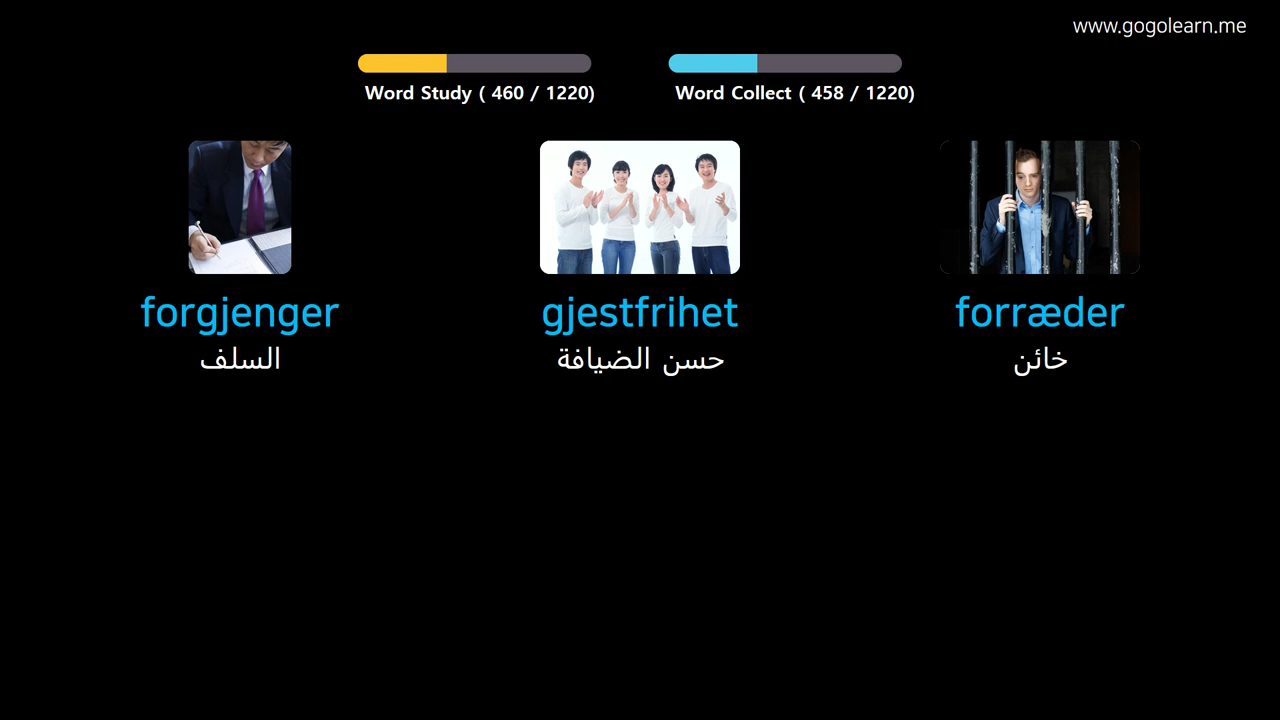 www.gogolearn.me
Word Study ( 460 / 1220)
Word Collect ( 458 / 1220)
forgjenger
السلف
gjestfrihet
حسن الضيافة
forræder
خائن